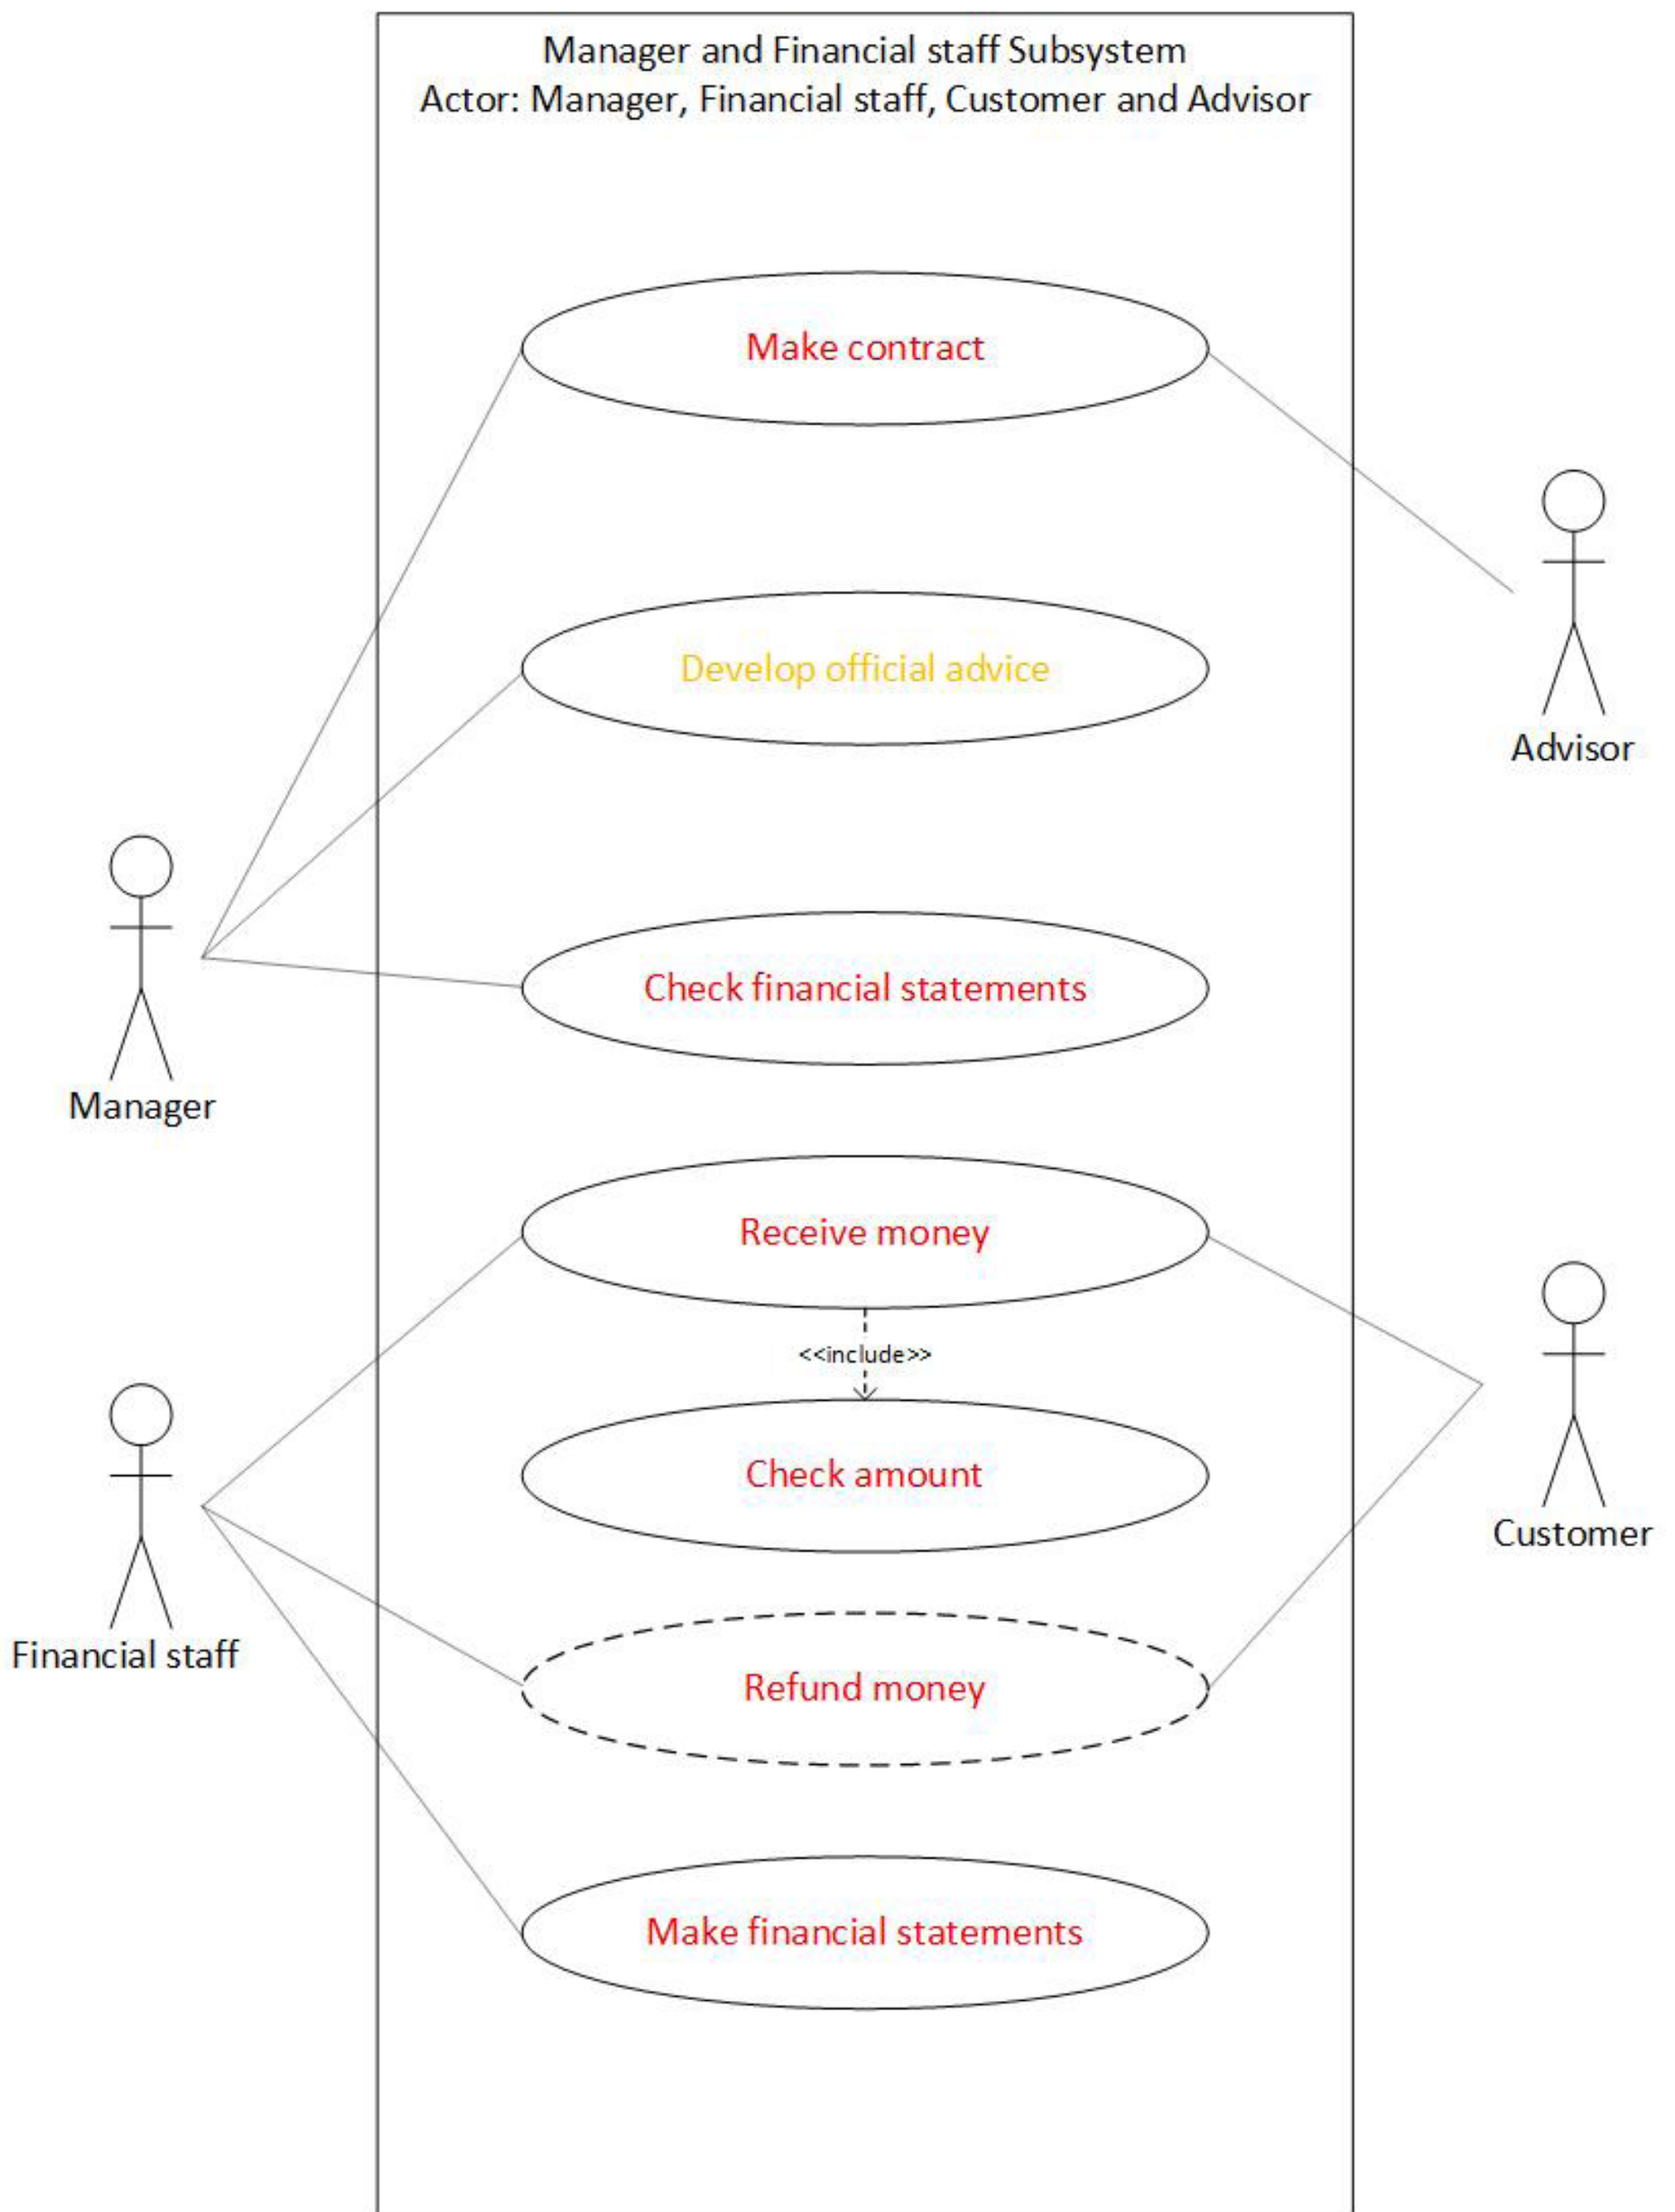 Manager and Financial staff Subsystem
Actor: Manager, Financial staff, Customer and Advisor
Make contract
Advisor
Develop official advice
Manager
Check financial statements
Receive money
<<include>>
Check amount
Customer
Financial staff
Refund money
Make financial statements